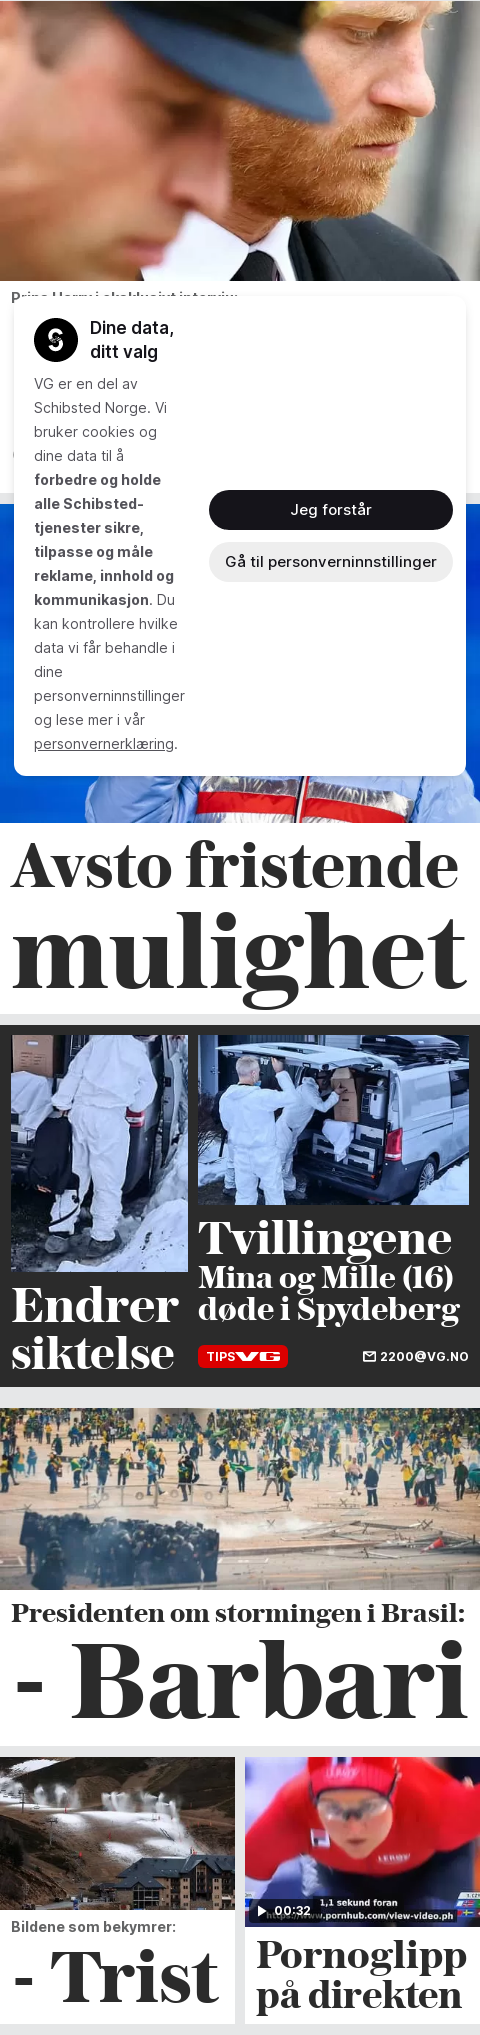 Prins Harry i eksklusivt intervju:
Dine data,
ditt valg
VG er en del av
Schibsted Norge. Vi
bruker cookies og
dine data til å
forbedre og holde
alle Schibsted-
tjenester sikre,
tilpasse og måle
reklame, innhold og
kommunikasjon. Du
kan kontrollere hvilke
data vi får behandle i
dine
personverninnstillinger
og lese mer i vår
personvernerklæring.
Jeg forstår
Gå til personverninnstillinger
Avsto fristende
mulighet
Endrer
siktelse
Tvillingene
Mina og Mille (16)
døde i Spydeberg
TIPS VG
2200@VG.NO
Presidenten om stormingen i Brasil:
- Barbari
Bildene som bekymrer:
- Trist
LERØY
1,1 sekund foran
00:32
https://www.pornhub.com/view-video.ph
Pornoglipp
på direkten